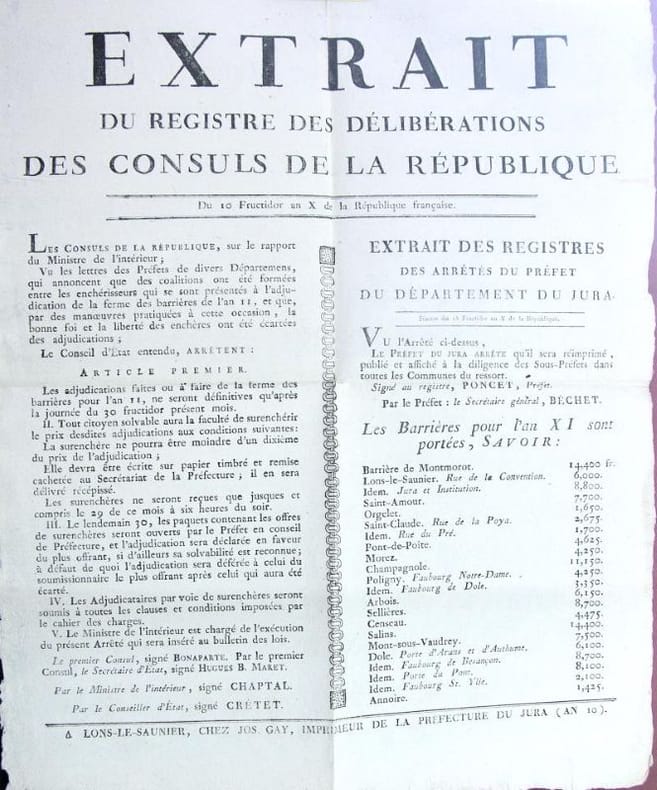 EXTRAIT
DU REGISTRE DES DÉLIBÉRATIONS
DES CONSULS DE LA RÉPUBLIQUE
Du 10 Fructidor an X de la République française.
LES CONSULS DE LA RÉPUBLIQUE, sur le rapport
du Ministre de l'intérieur ;
Vu les lettres des Préfets de divers Départemens,
qui annoncent que des coalitions ont été formées
entre les enchérisseurs qui se sont présentés à l'adju-
dication de la ferme des barrières de l'an 11, et que,
par des manœuvres pratiquées à cette occasion, la
bonne foi et la liberté des enchères ont été écartées
des adjudications ;
Le Conseil d'État entendu, ARRÊTENT :
ARTICLE PREMIER.
Les adjudications faites ou à faire de la ferme des
barrières pour l'an 11, ne seront définitives qu'après
la journée du 30 fructidor présent mois.
II. Tout citoyen solvable aura la faculté de surenchérir
le prix desdites adjudications aux conditions suivantes:
La surenchère ne pourra être moindre d'un dixième
du prix de l'adjudication ;
Elle devra être écrite sur papier timbré et remise
cachetée au Secrétariat de la Préfecture ; il en sera
délivré récépissé.
Les surenchères ne seront reçues que jusques et
compris le 29 de ce mois à six heures du soir.
III. Le lendemain 30, les paquets contenant les offres
de surenchères seront ouverts par le Préfet en conseil
de Préfecture, et l'adjudication sera déclarée en faveur
du plus offrant, si d'ailleurs sa solvabilité est reconnue;
à défaut de quoi l'adjudication sera déférée à celui du
soumissionnaire le plus offrant après celui qui aura été
écarté.
IV. Les Adjudicataires par voie de surenchères seront
soumis à toutes les clauses et conditions imposées par
le cahier des charges.
V. Le Ministre de l'intérieur est chargé de l'exécution
du présent Arrêté qui sera inséré au bulletin des lois.
Le premier Consul, signé BONAPARTE. Par le premier
Consul, le Secrétaire d'État, signé HUGUES B. MARET.
Par le Ministre de l'intérieur, signé CHAPTAL.
Par le Conseiller d'État, signé CRÉTET.
EXTRAIT DES REGISTRES
DES ARRÊTÉS DU PRÉFET
DU DÉPARTEMENT DU JURA.
Séance du 18 Fructidor an X de la République.
VU l'Arrêté ci-dessus,
LE PRÉFET DU JURA ARRÊTE qu'il sera réimprimé,
publié et affiché à la diligence des Sous-Préfets dans
toutes les Communes du ressort.
Signé au registre, PONCET, Préfet.
Par le Préfet : le Secrétaire général, BÉCHET.
Les Barrières pour l'an XI sont
portées, SAVOIR :
Barrière de Montmorot. 14,400 fr.
Lons-le-Saunier. Rue de la Convention. 6,000.
Idem. Jura et Institution. 8,800.
Saint-Amour. 7,700.
Orgelet. 1,650.
Saint-Claude. Rue de la Poya. 2,675.
Idem. Rue du Pré. 1,700.
Pont-de-Poite. 4,625.
Morez. 4,250.
Champagnole. 11,150.
Poligny. Faubourg Notre-Dame. 4,250.
Idem. Faubourg de Dole. 3,350.
Arbois. 6,150.
Sellières. 8,700.
Censeau. 4,475.
Salins. 14,400.
Mont-sous-Vaudrey. 7,500.
Dole. Porte d'Arans et d'Authume. 6,100.
Idem. Faubourg de Besançon. 8,700.
Idem. Porte du Pont. 8,100.
Idem. Faubourg St. Ylie. 2,100.
Annoire. 1,425.
A LONS-LE-SAUNIER, CHEZ JOS. GAY, IMPRIMEUR DE LA PRÉFECTURE DU JURA (AN 10).